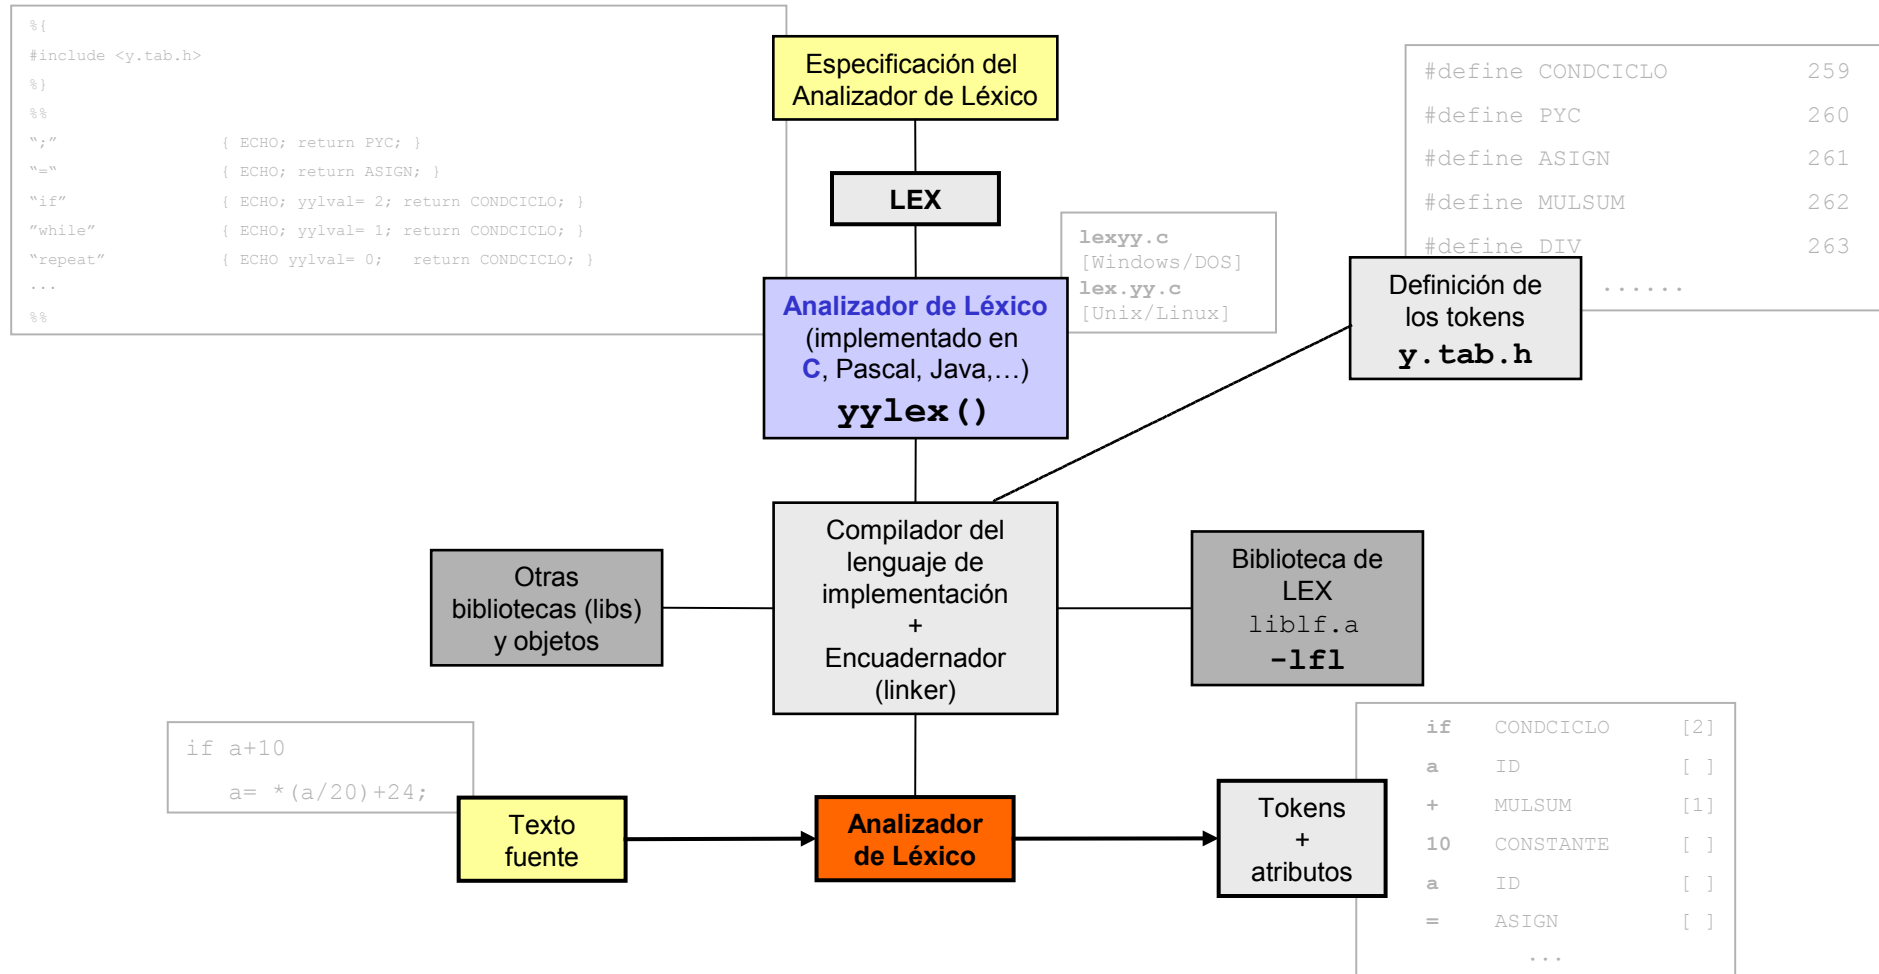 %{
#include <y.tab.h>
%}
%%
“;” { ECHO; return PYC; }
“=“ { ECHO; return ASIGN; }
“if” { ECHO; yylval= 2; return CONDCICLO; }
”while” { ECHO; yylval= 1; return CONDCICLO; }
”repeat” { ECHO yylval= 0; return CONDCICLO; }
...
%%
Especificación del
Analizador de Léxico
LEX
lexyy.c
[Windows/DOS]
lex.yy.c
[Unix/Linux]
#define CONDCICLO 259
#define PYC 260
#define ASIGN 261
#define MULSUM 262
#define DIV 263
......
Analizador de Léxico
(implementado en
C, Pascal, Java,…)
yylex()
Definición de
los tokens
y.tab.h
Otras
bibliotecas (libs)
y objetos
Compilador del
lenguaje de
implementación
+
Encuadernador
(linker)
Biblioteca de
LEX
liblf.a
-lfl
if a+10
a= *(a/20)+24;
Texto
fuente
Analizador
de Léxico
Tokens
+
atributos
if CONDCICLO [2]
a ID [ ]
+ MULSUM [1]
10 CONSTANTE [ ]
a ID [ ]
= ASIGN [ ]
...